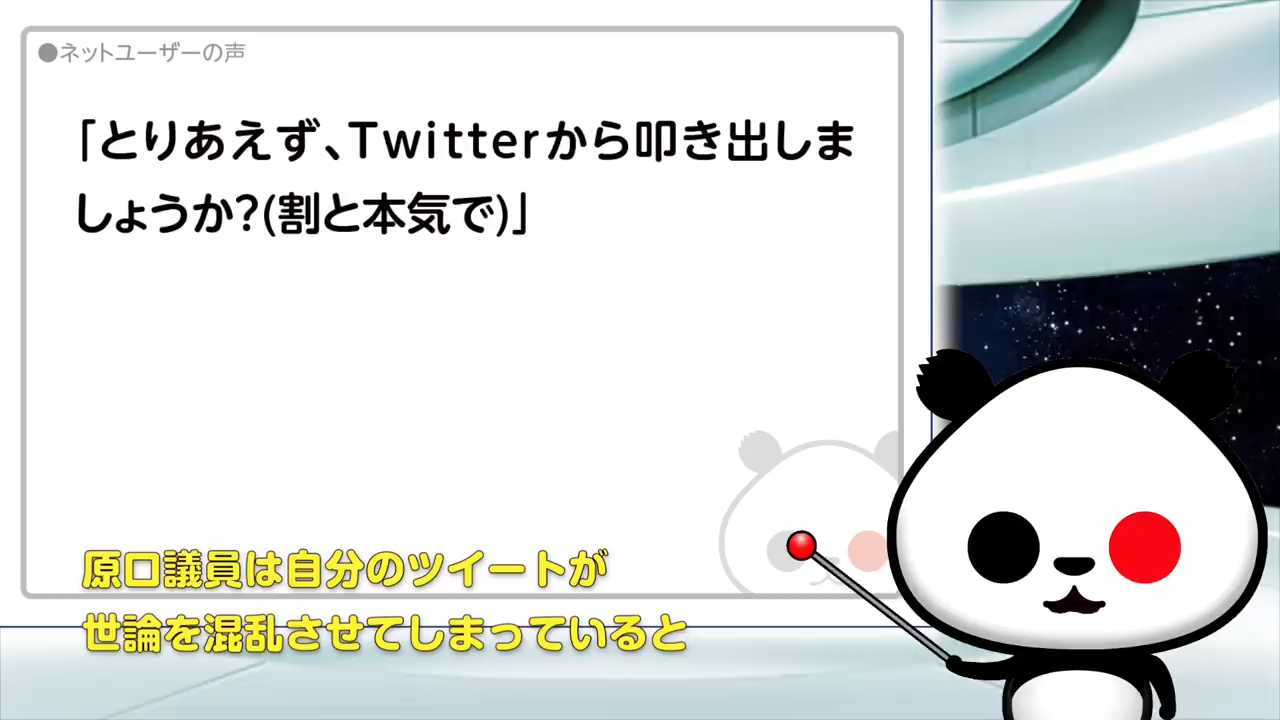 ●ネットユーザーの声
「とりあえず、Twitterから叩き出しま
しょうか?(割と本気で)」
原口議員は自分のツイートが
世論を混乱させてしまっていると